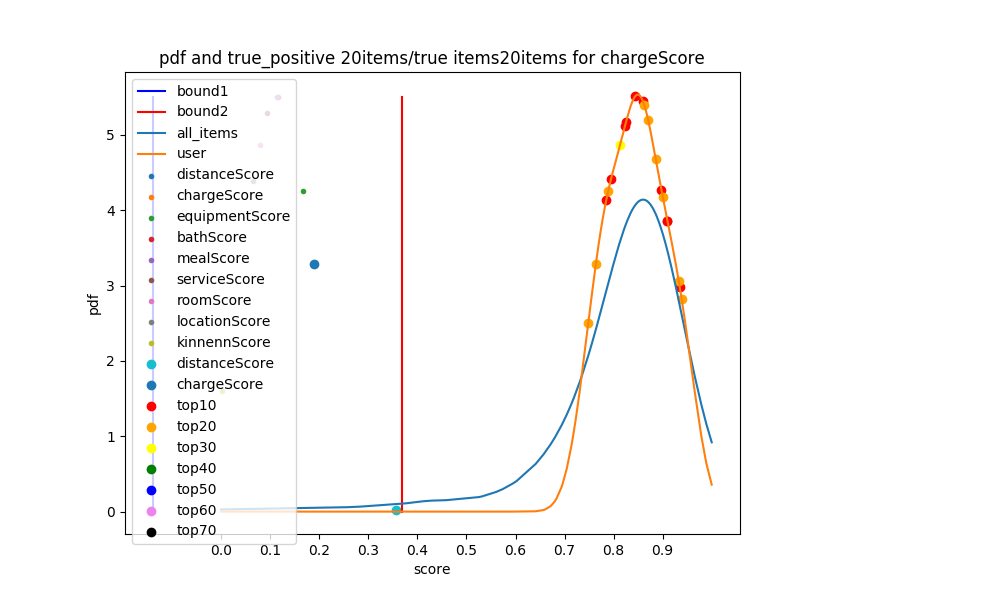 pdf and true_positive 20items/true items20items for chargeScore
bound1
bound2
all_items
user
distanceScore
chargeScore
equipmentScore
bathScore
mealScore
serviceScore
roomScore
locationScore
kinnennScore
distanceScore
chargeScore
top10
top20
top30
top40
top50
top60
top70
pdf
5
4
3
2
1
0
0.0 0.1 0.2 0.3 0.4 0.5 0.6 0.7 0.8 0.9
score